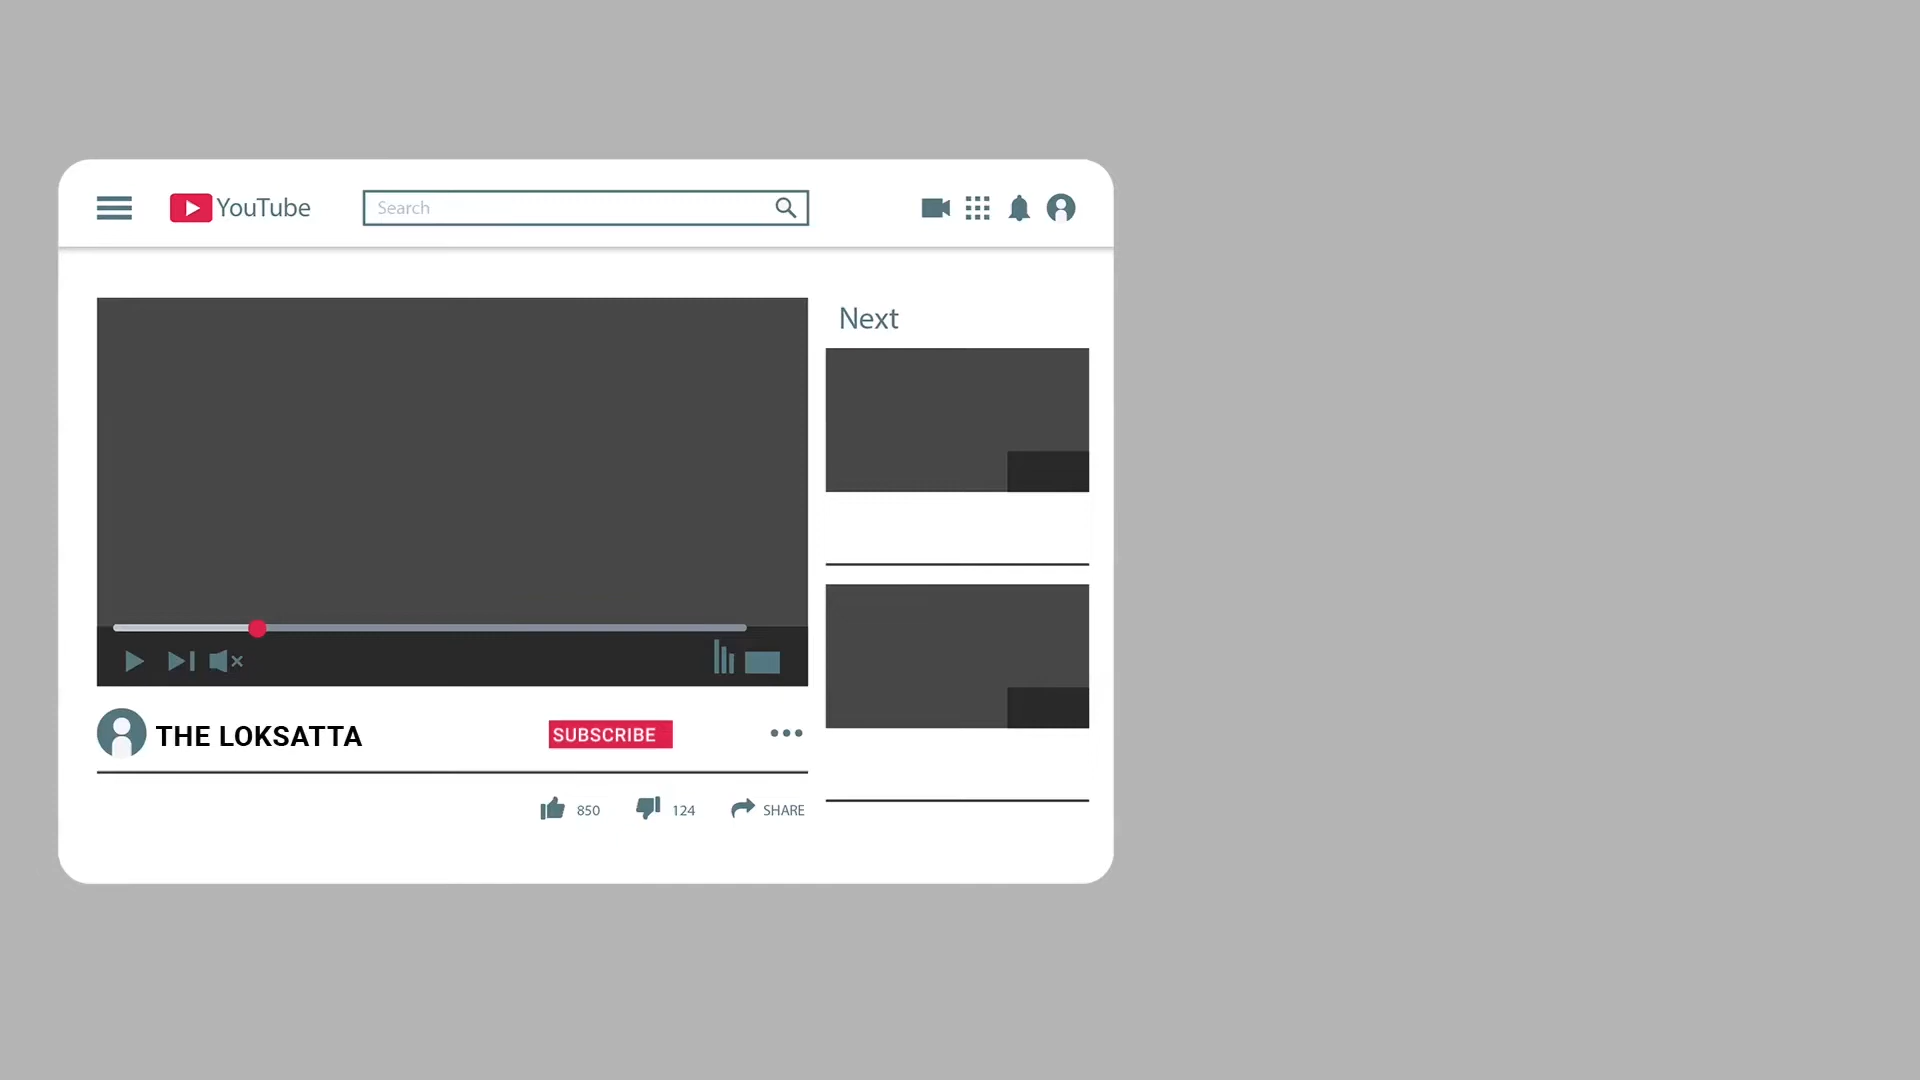 YouTube
Search
Next
THE LOKSATTA
SUBSCRIBE
850
124
SHARE